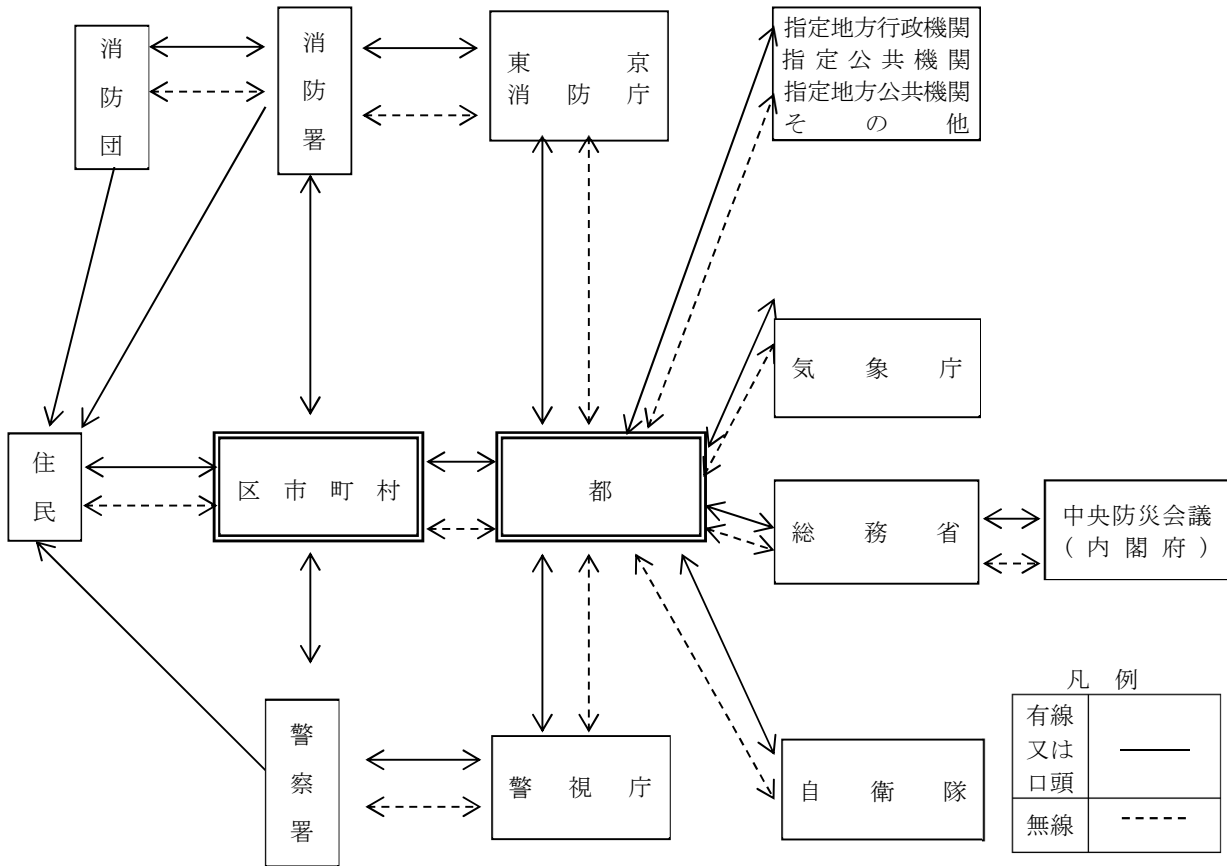 消防団
消防署
東京
消防庁
指定地方行政機関
指定公共機関
指定地方公共機関
その他
気象庁
住民
区市町村
都
総務省
中央防災会議
(内閣府)
警察署
警視庁
自衛隊
凡例
有線
又は
口頭
無線